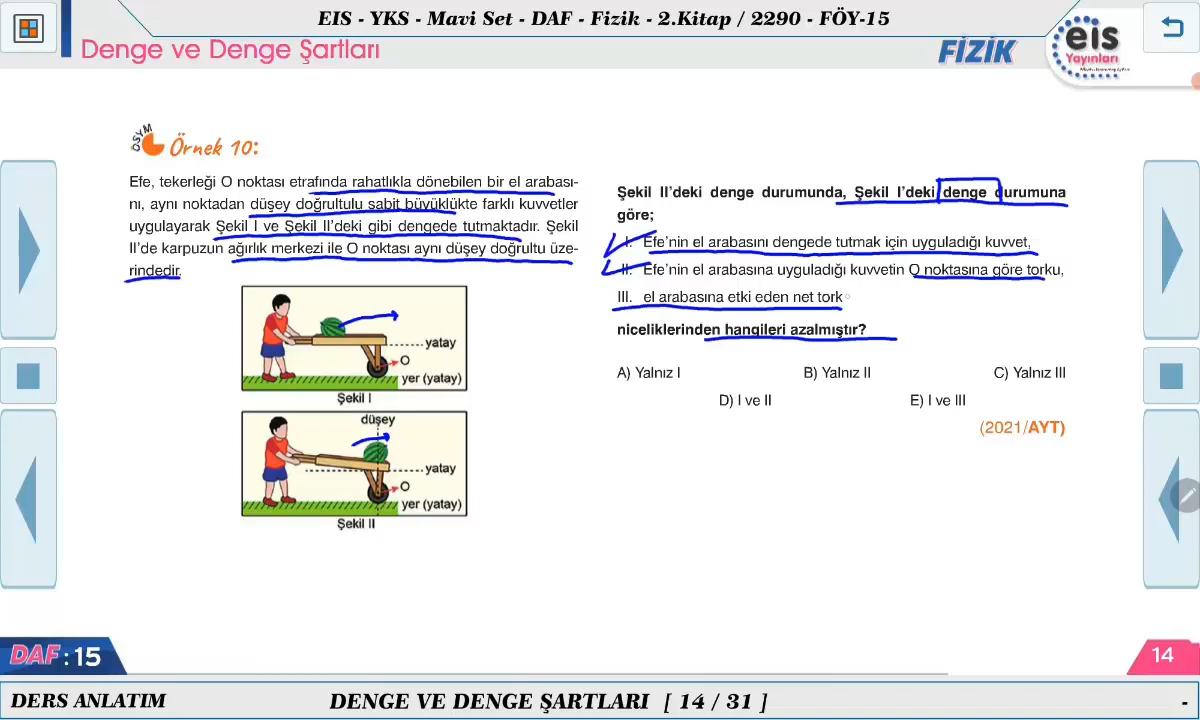 EIS - YKS - Mavi Set - DAF - Fizik - 2.Kitap / 2290 - FÖY-15
Denge ve Denge Şartları
FİZİK
eis
Yayınları
ÖSYM
Örnek 10:
Efe, tekerleği O noktası etrafında rahatlıkla dönebilen bir el arabası-
nı, aynı noktadan düşey doğrultulu sabit büyüklükte farklı kuvvetler
uygulayarak Şekil I ve Şekil II'deki gibi dengede tutmaktadır. Şekil
II'de karpuzun ağırlık merkezi ile O noktası aynı düşey doğrultu üze-
rindedir.
yatay
O
yer (yatay)
Şekil I
düşey
yatay
O
yer (yatay)
Şekil II
Şekil II'deki denge durumunda, Şekil I'deki denge durumuna
göre;
I. Efe'nin el arabasını dengede tutmak için uyguladığı kuvvet,
II. Efe'nin el arabasına uyguladığı kuvvetin O noktasına göre torku,
III. el arabasına etki eden net tork
niceliklerinden hangileri azalmıştır?
A) Yalnız I B) Yalnız II C) Yalnız III
D) I ve II E) I ve III
(2021/AYT)
DAF : 15
14
DERS ANLATIM DENGE VE DENGE ŞARTLARI [ 14 / 31 ] -